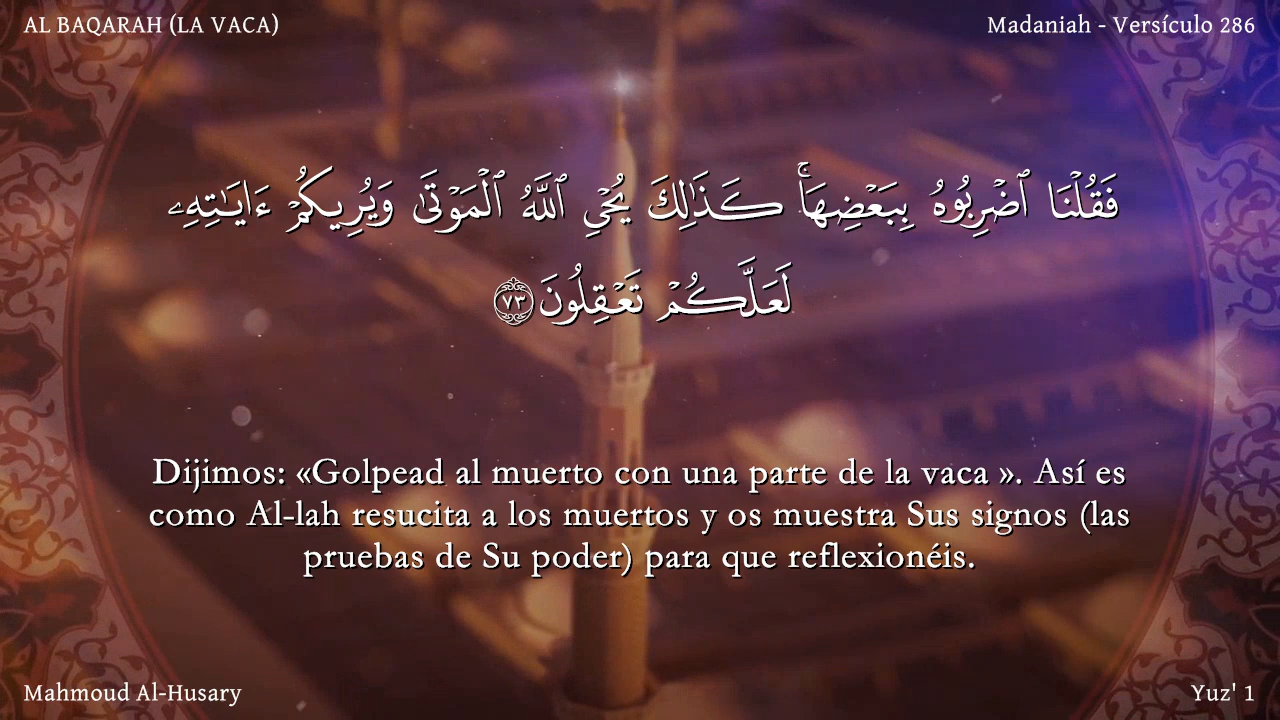 AL BAQARAH (LA VACA)
Madaniah - Versículo 286
فَقُلْنَا ٱضْرِبُوهُ بِبَعْضِهَا ۚ كَذَٰلِكَ يُحْىِ ٱللَّهُ ٱلْمَوْتَىٰ وَيُرِيكُمْ ءَايَـٰتِهِۦ
لَعَلَّكُمْ تَعْقِلُونَ ٧٣
Dijimos: «Golpead al muerto con una parte de la vaca ». Así es
como Al-lah resucita a los muertos y os muestra Sus signos (las
pruebas de Su poder) para que reflexionéis.
Mahmoud Al-Husary
Yuz' 1